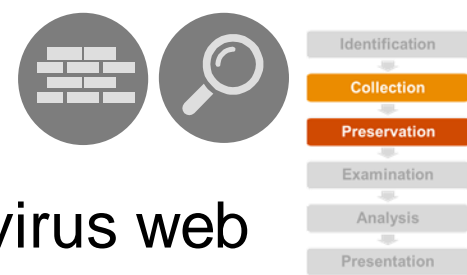 Identification
Collection
Preservation
Examination
Analysis
Presentation
virus web